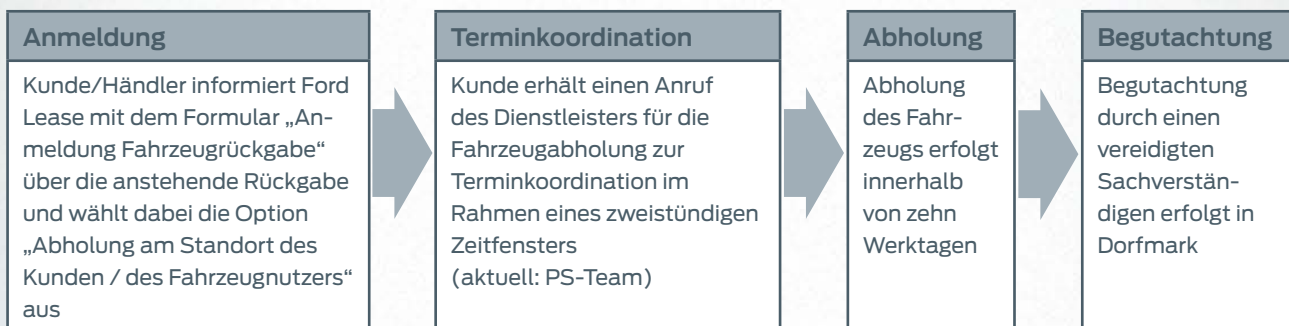 Anmeldung
Kunde/Händler informiert Ford
Lease mit dem Formular „An-
meldung Fahrzeugrückgabe“
über die anstehende Rückgabe
und wählt dabei die Option
„Abholung am Standort des
Kunden / des Fahrzeugnutzers“
aus
Terminkoordination
Kunde erhält einen Anruf
des Dienstleisters für die
Fahrzeugabholung zur
Terminkoordination im
Rahmen eines zweistündigen
Zeitfensters
(aktuell: PS-Team)
Abholung
Abholung
des Fahr-
zeugs erfolgt
innerhalb
von zehn
Werktagen
Begutachtung
Begutachtung
durch einen
vereidigten
Sachverstän-
digen erfolgt in
Dorfmark